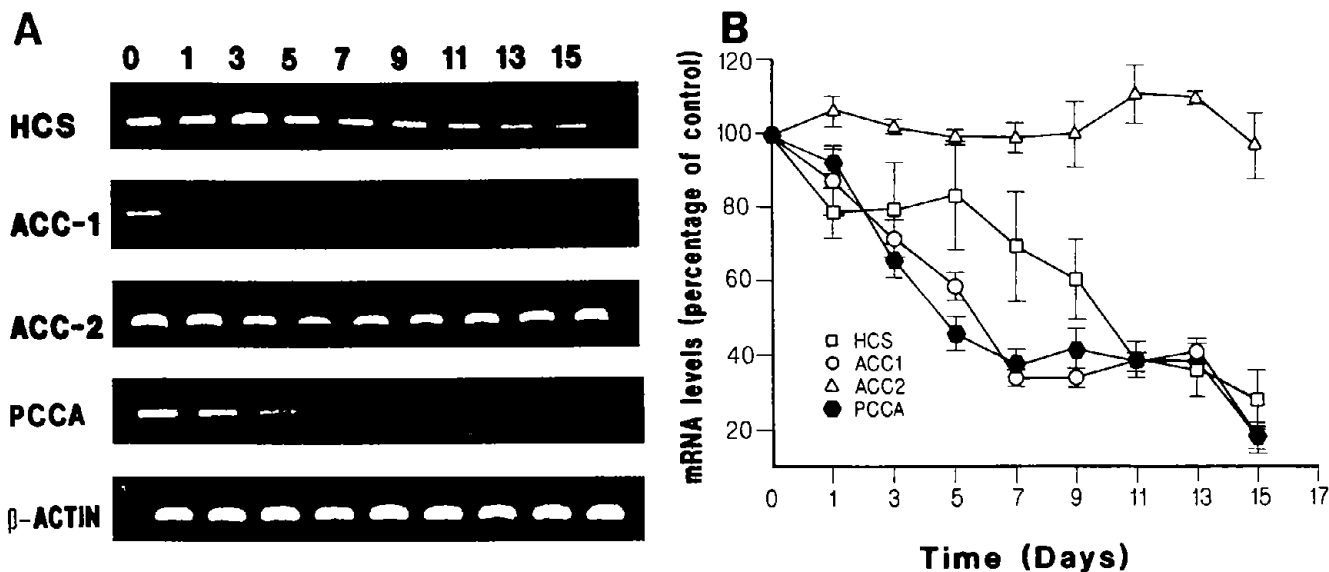 A
0 1 3 5 7 9 11 13 15
HCS
ACC-1
ACC-2
PCCA
β-ACTIN
B
mRNA levels (percentage of control)
120
100
80
60
40
20
HCS
ACC1
ACC2
PCCA
0 1 3 5 7 9 11 13 15 17
Time (Days)